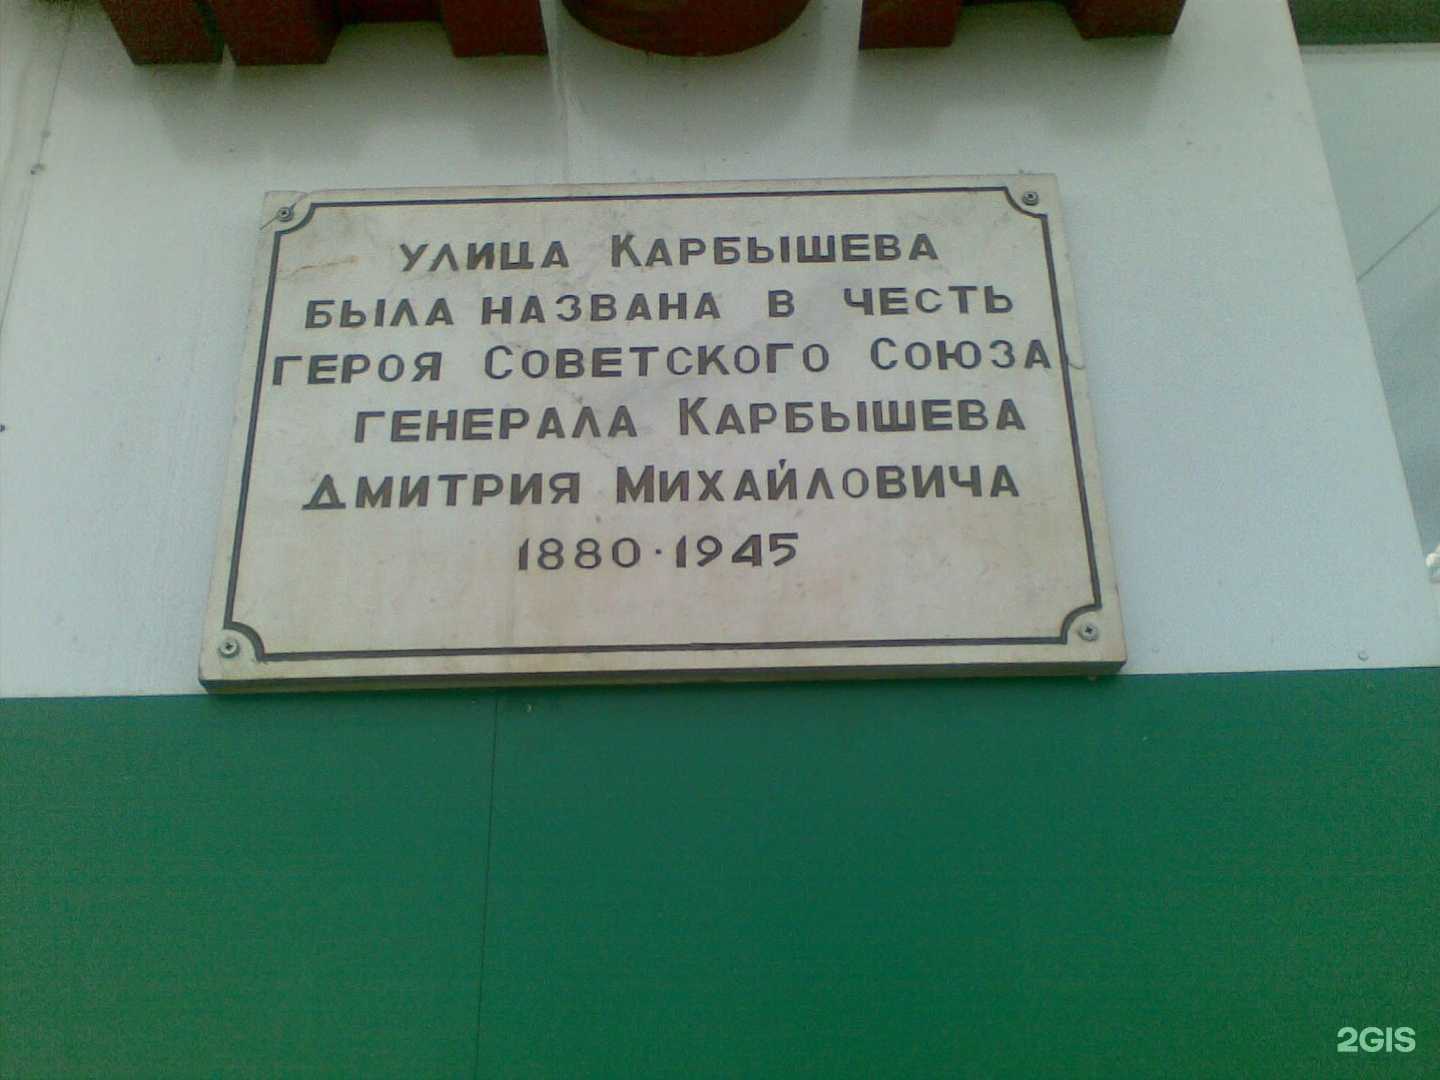 улица Карбышева
была названа в честь
героя Советского Союза
генерала Карбышева
Дмитрия Михайловича
1880·1945
2GIS